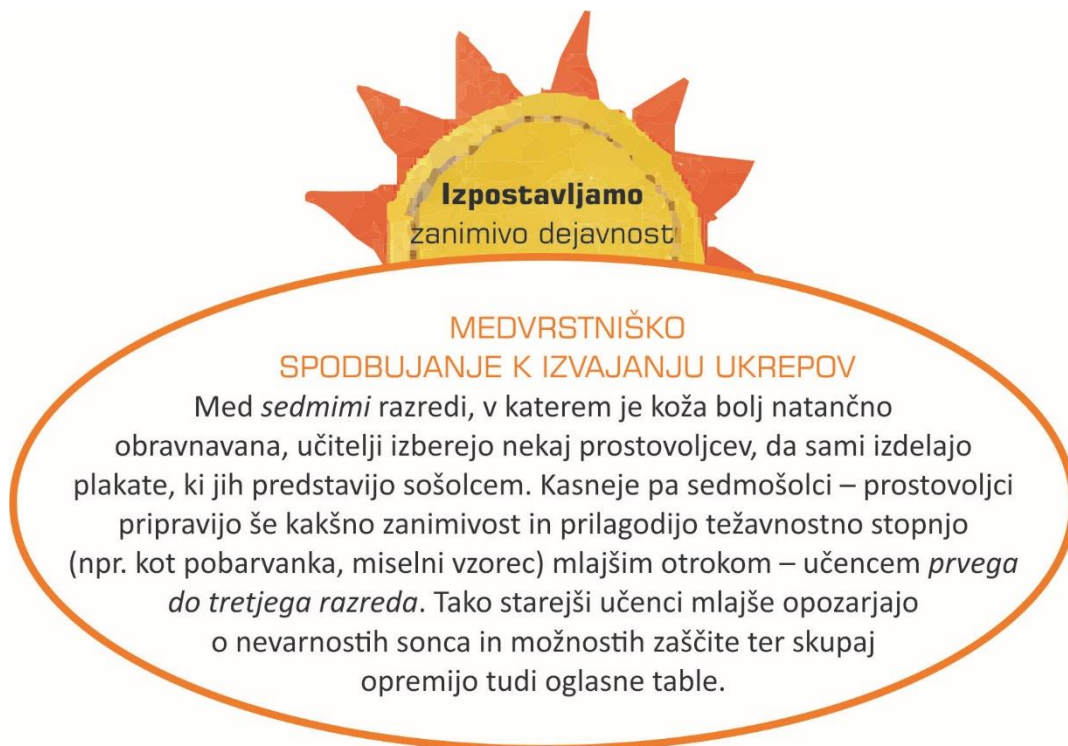 Izpostavljamo
zanimivo dejavnost
MEDVRSTNIŠKO
SPODBUJANJE K IZVAJANJU UKREPOV
Med sedmimi razredi, v katerem je koža bolj natančno
obravnavana, učitelji izberejo nekaj prostovoljcev, da sami izdelajo
plakate, ki jih predstavijo sošolcem. Kasneje pa sedmošolci – prostovoljci
pripravijo še kakšno zanimivost in prilagodijo težavnostno stopnjo
(npr. kot pobarvanka, miselni vzorec) mlajšim otrokom – učencem prvega
do tretjega razreda. Tako starejši učenci mlajše opozarjajo
o nevarnostih sonca in možnostih zaščite ter skupaj
opremijo tudi oglasne table.